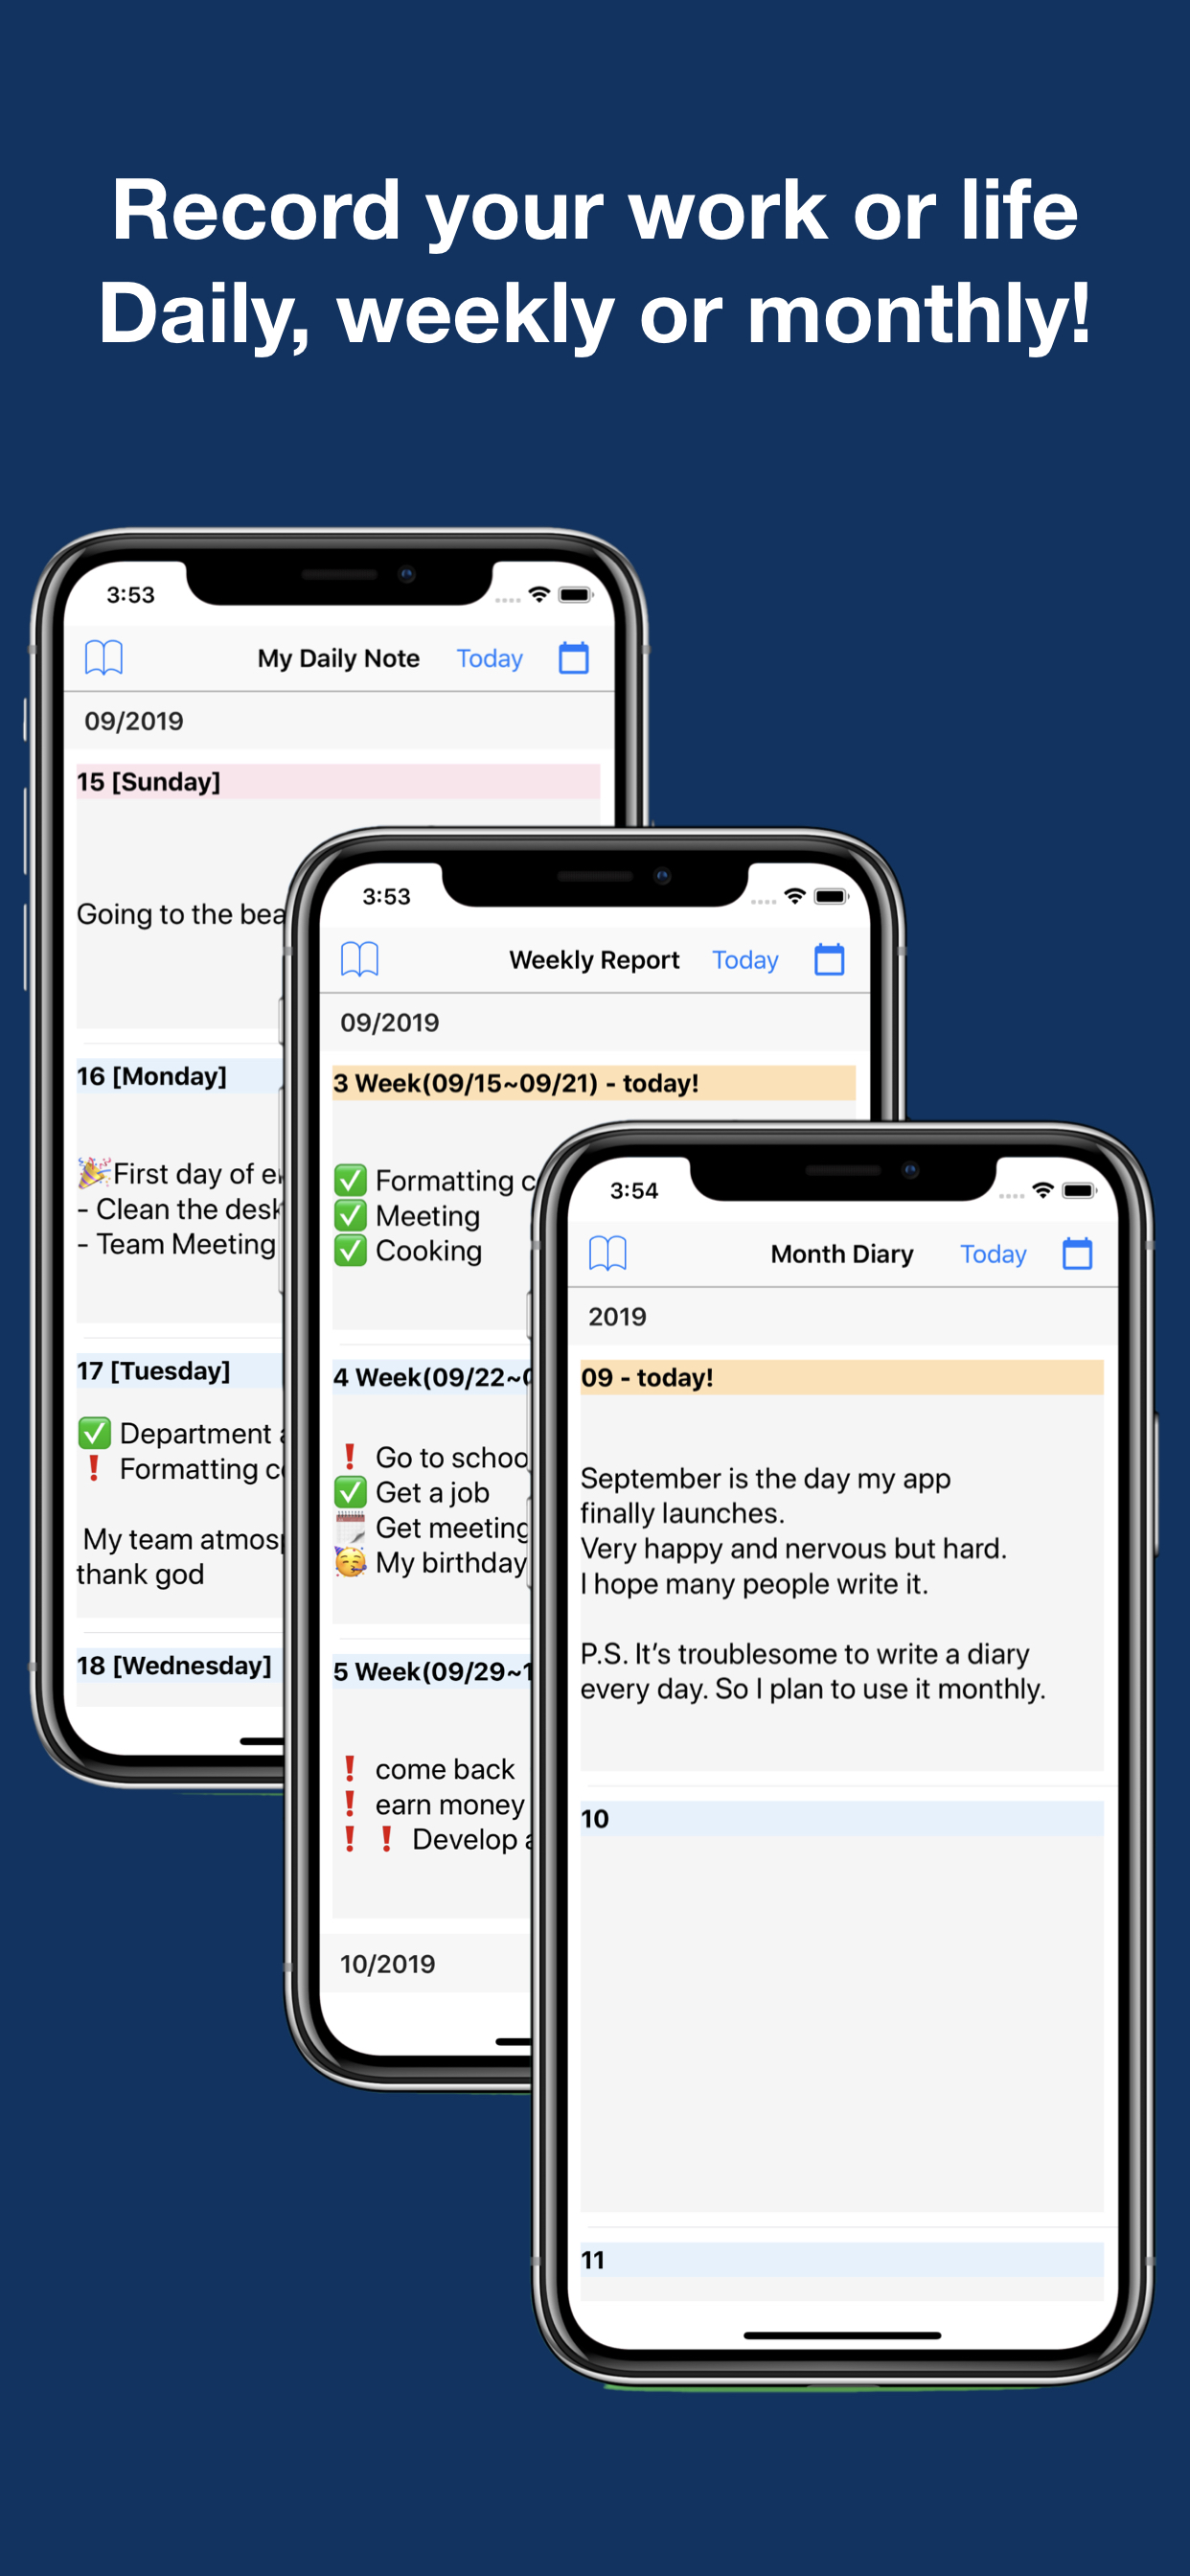 Record your work or life
Daily, weekly or monthly!
3:53
My Daily Note Today
09/2019
15 [Sunday]
Going to the
16 [Monday]
🎉First day of
- Clean the
- Team Meeting
17 [Tuesday]
✅ Department
❗ Formatting
My team
thank god
18 [Wednesday]
3:53
Weekly Report Today
09/2019
3 Week(09/15~09/21) - today!
✅ Formatting
✅ Meeting
✅ Cooking
4 Week(09/22~
❗ Go to
✅ Get a job
🗓 Get meeting
🥳 My birthday
5 Week(09/29~
❗ come back
❗ earn money
❗❗ Develop
10/2019
3:54
Month Diary Today
2019
09 - today!
September is the day my app
finally launches.
Very happy and nervous but hard.
I hope many people write it.
P.S. It’s troublesome to write a diary
every day. So I plan to use it monthly.
10
11